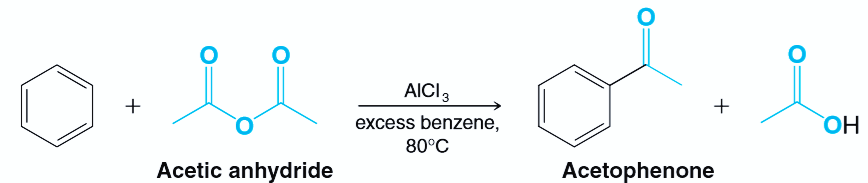 O O
O
+
Acetic anhydride
AlCl3
excess benzene,
80°C
O
Acetophenone
+
O
OH